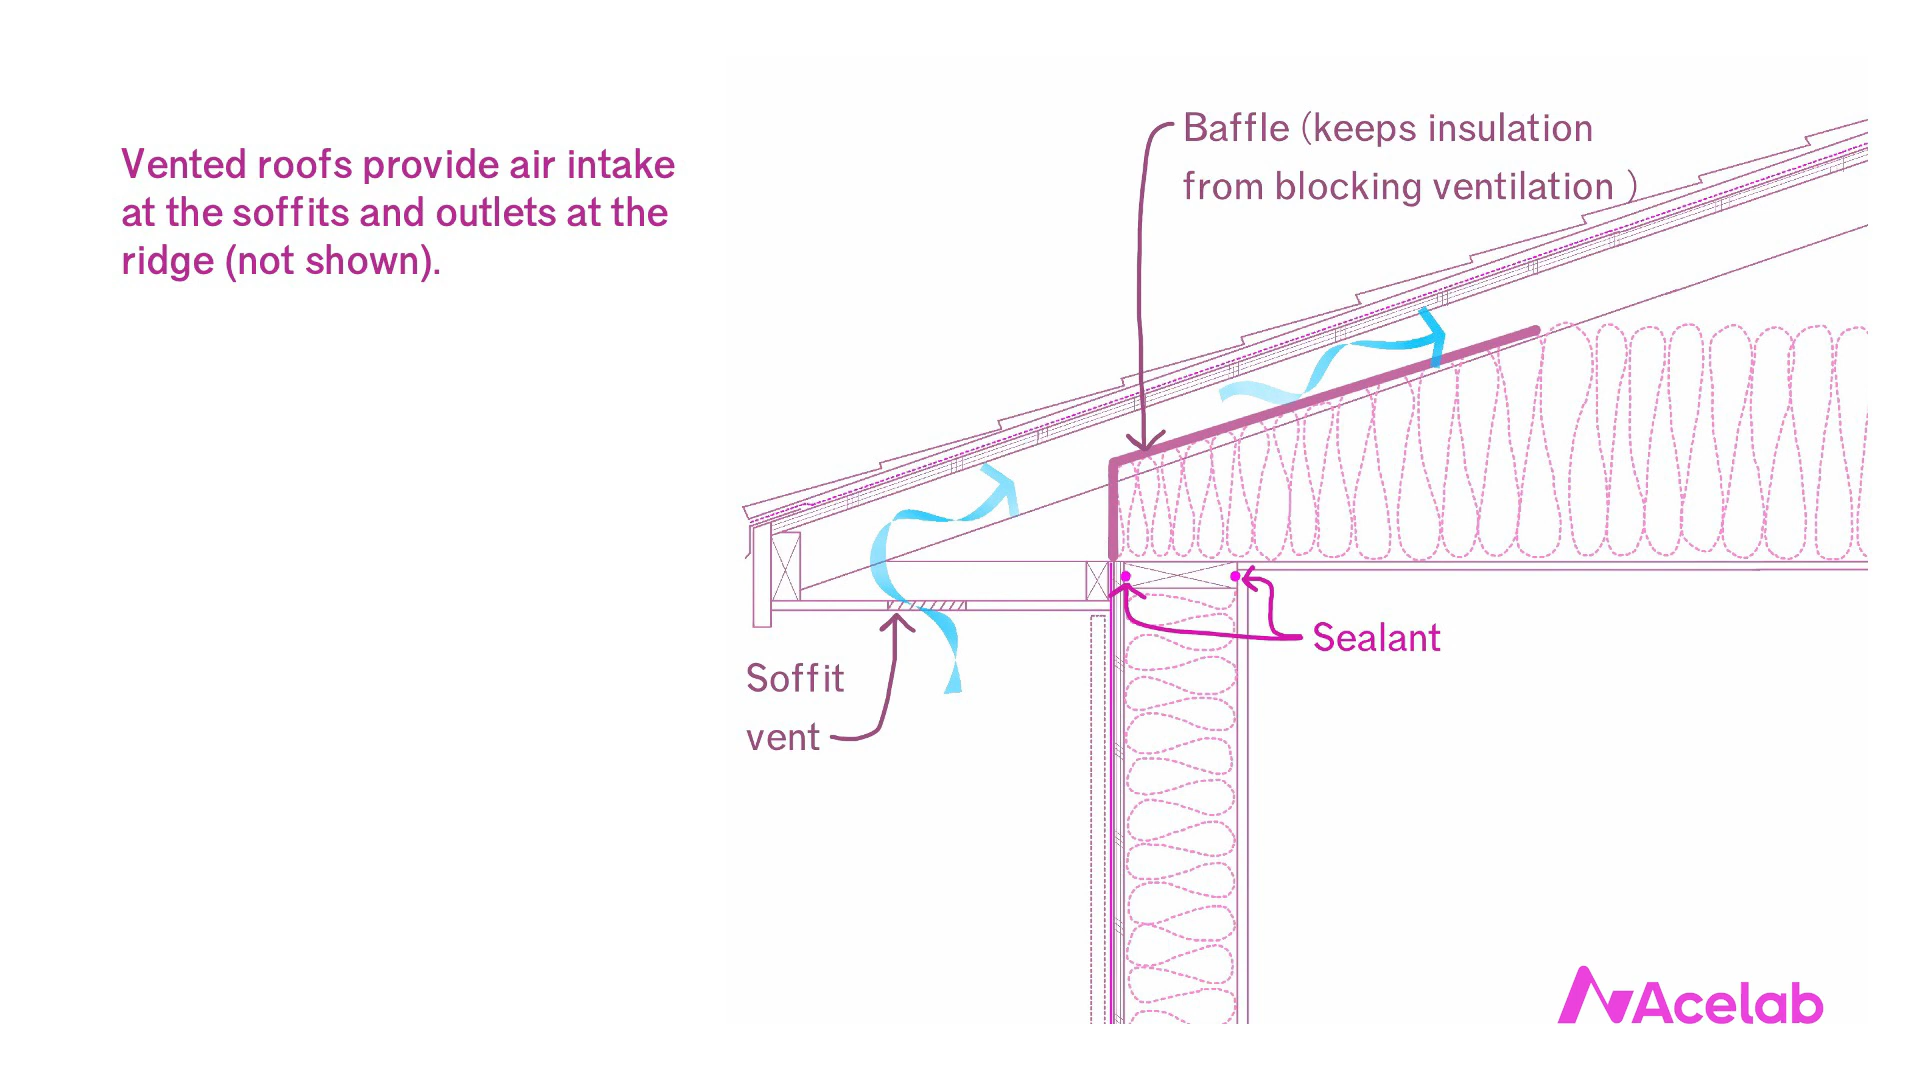 Vented roofs provide air intake
at the soffits and outlets at the
ridge (not shown).
Baffle (keeps insulation
from blocking ventilation )
Sealant
Soffit
vent
Acelab